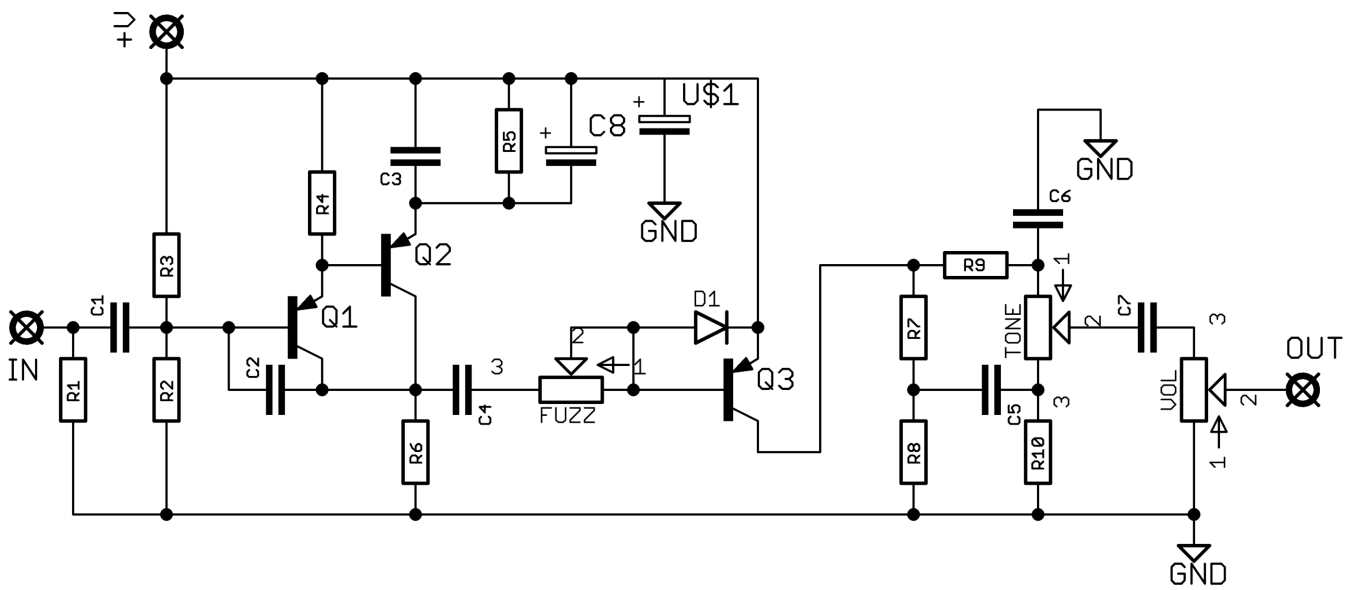 +V
U$1
C8
+
+
R5
C3
GND
C6
R4
GND
Q2
R3
R9
1
C1
Q1
D1
R7
TONE
2
C7
3
OUT
IN
2
1
Q3
R1
R2
C2
3
VOL
2
FUZZ
C4
C5
3
R6
R8
R10
1
GND